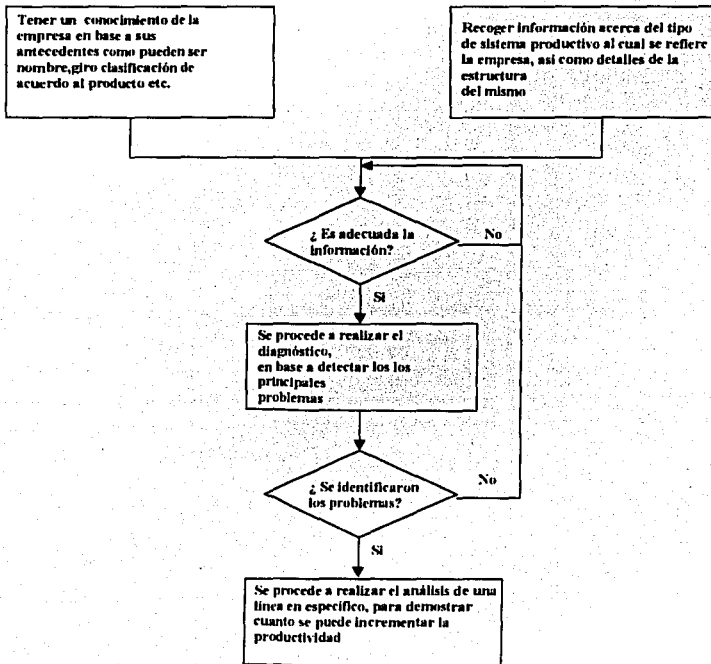 Tener un conocimiento de la
empresa en base a sus
antecedentes como pueden ser
nombre,giro clasificación de
acuerdo al producto etc.
Recoger información acerca del tipo
de sistema productivo al cual se refiere
la empresa, asi como detalles de la
estructura
del mismo
¿ Es adecuada la
información?
No
Si
Se procede a realizar el
diagnóstico,
en base a detectar los los
principales
problemas
¿ Se identificaron
los problemas?
No
Si
Se procede a realizar el análisis de una
línea en específico, para demostrar
cuanto se puede incrementar la
productividad